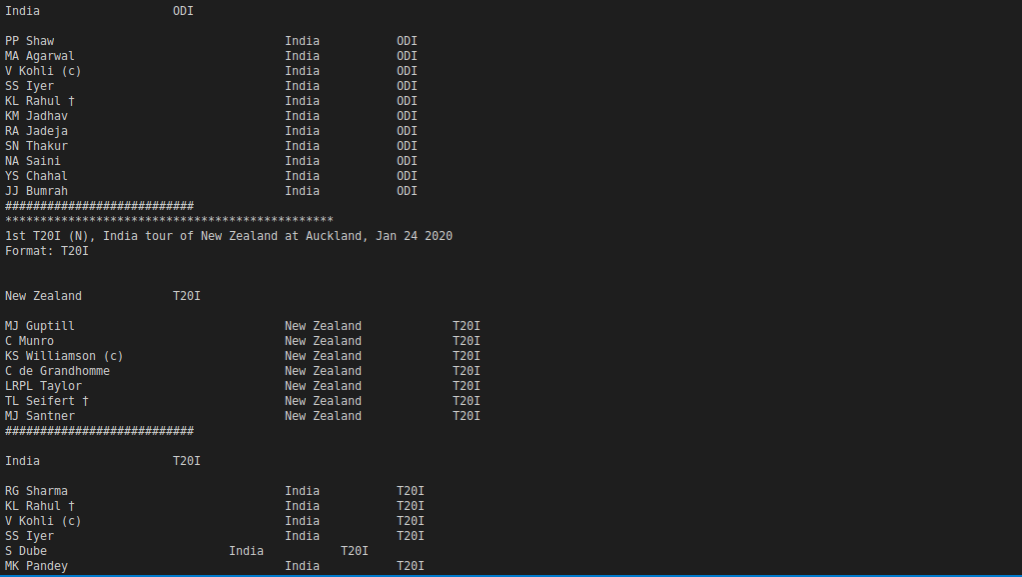 India ODI
PP Shaw India ODI
MA Agarwal India ODI
V Kohli (c) India ODI
SS Iyer India ODI
KL Rahul † India ODI
KM Jadhav India ODI
RA Jadeja India ODI
SN Thakur India ODI
NA Saini India ODI
YS Chahal India ODI
JJ Bumrah India ODI
###########################
***********************************************
1st T20I (N), India tour of New Zealand at Auckland, Jan 24 2020
Format: T20I
New Zealand T20I
MJ Guptill New Zealand T20I
C Munro New Zealand T20I
KS Williamson (c) New Zealand T20I
C de Grandhomme New Zealand T20I
LRPL Taylor New Zealand T20I
TL Seifert † New Zealand T20I
MJ Santner New Zealand T20I
###########################
India T20I
RG Sharma India T20I
KL Rahul † India T20I
V Kohli (c) India T20I
SS Iyer India T20I
S Dube India T20I
MK Pandey India T20I